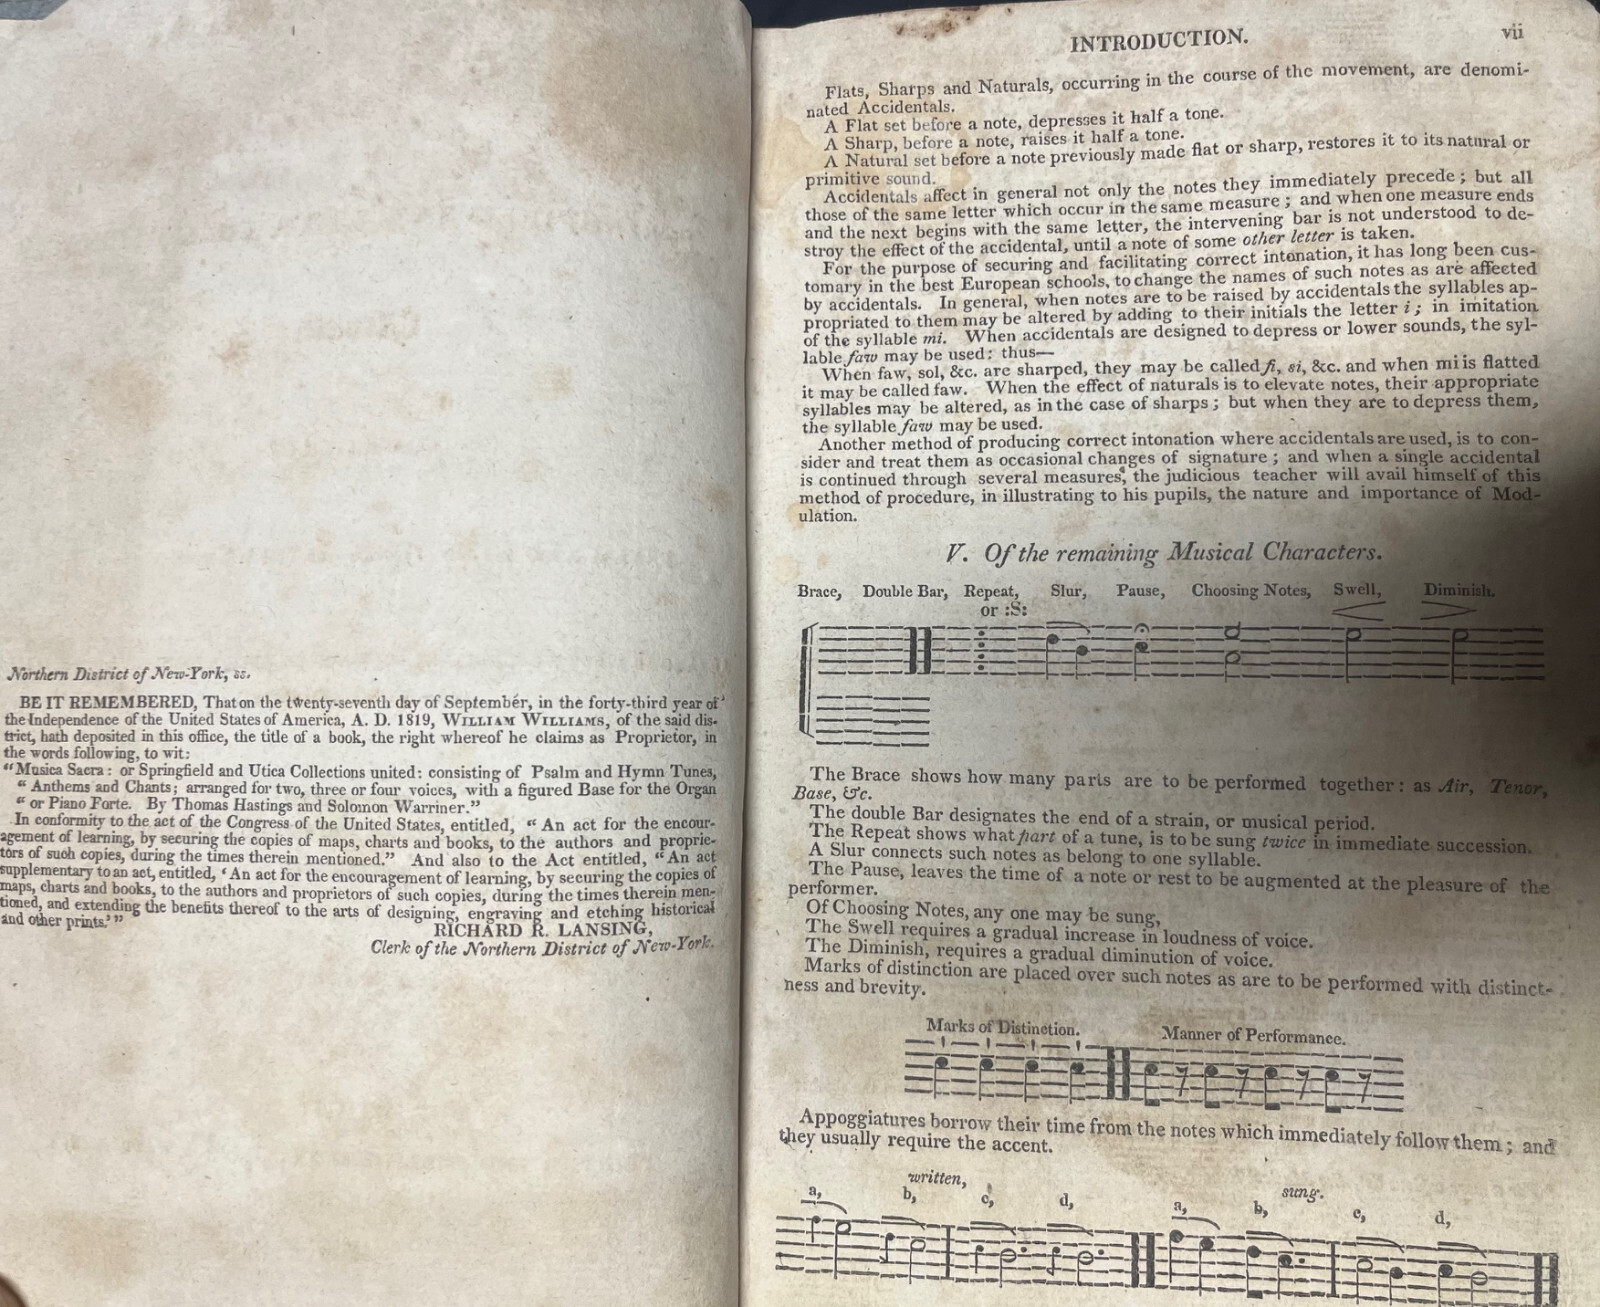 Northern District of New-York, ss.
BE IT REMEMBERED, That on the twenty-seventh day of September, in the forty-third year of
the Independence of the United States of America, A. D. 1819, WILLIAM WILLIAMS, of the said dis-
trict, hath deposited in this office, the title of a book, the right whereof he claims as Proprietor, in
the words following, to wit:
"Musica Sacra: or Springfield and Utica Collections united: consisting of Psalm and Hymn Tunes,
" Anthems and Chants; arranged for two, three or four voices, with a figured Base for the Organ
" or Piano Forte. By Thomas Hastings and Solomon Warriner."
In conformity to the act of the Congress of the United States, entitled, "An act for the encour-
agement of learning, by securing the copies of maps, charts and books, to the authors and proprie-
tors of such copies, during the times therein mentioned." And also to the Act entitled, "An act
supplementary to an act, entitled, 'An act for the encouragement of learning, by securing the copies of
maps, charts and books, to the authors and proprietors of such copies, during the times therein men-
tioned, and extending the benefits thereof to the arts of designing, engraving and etching historical
and other prints.'"
RICHARD R. LANSING,
Clerk of the Northern District of New-York.
INTRODUCTION. vii
Flats, Sharps and Naturals, occurring in the course of the movement, are denomi-
nated Accidentals.
A Flat set before a note, depresses it half a tone.
A Sharp, before a note, raises it half a tone.
A Natural set before a note previously made flat or sharp, restores it to its natural or
primitive sound.
Accidentals affect in general not only the notes they immediately precede; but all
those of the same letter which occur in the same measure; and when one measure ends
and the next begins with the same letter, the intervening bar is not understood to de-
stroy the effect of the accidental, until a note of some other letter is taken.
For the purpose of securing and facilitating correct intonation, it has long been cus-
tomary in the best European schools, to change the names of such notes as are affected
by accidentals. In general, when notes are to be raised by accidentals the syllables ap-
propriated to them may be altered by adding to their initials the letter i; in imitation
of the syllable mi. When accidentals are designed to depress or lower sounds, the syl-
lable faw may be used: thus—
When faw, sol, &c. are sharped, they may be called fi, si, &c. and when mi is flatted
it may be called faw. When the effect of naturals is to elevate notes, their appropriate
syllables may be altered, as in the case of sharps; but when they are to depress them,
the syllable faw may be used.
Another method of producing correct intonation where accidentals are used, is to con-
sider and treat them as occasional changes of signature; and when a single accidental
is continued through several measures, the judicious teacher will avail himself of this
method of procedure, in illustrating to his pupils, the nature and importance of Mod-
ulation.
V. Of the remaining Musical Characters.
Brace, Double Bar, Repeat, Slur, Pause, Choosing Notes, Swell, Diminish.
or :S:
The Brace shows how many parts are to be performed together: as Air, Tenor,
Base, &c.
The double Bar designates the end of a strain, or musical period.
The Repeat shows what part of a tune, is to be sung twice in immediate succession.
A Slur connects such notes as belong to one syllable.
The Pause, leaves the time of a note or rest to be augmented at the pleasure of the
performer.
Of Choosing Notes, any one may be sung,
The Swell requires a gradual increase in loudness of voice.
The Diminish, requires a gradual diminution of voice.
Marks of distinction are placed over such notes as are to be performed with distinct-
ness and brevity.
Marks of Distinction. Manner of Performance.
Appoggiatures borrow their time from the notes which immediately follow them; and
they usually require the accent.
written, sung.
a, b, c, d, a, b, c, d,